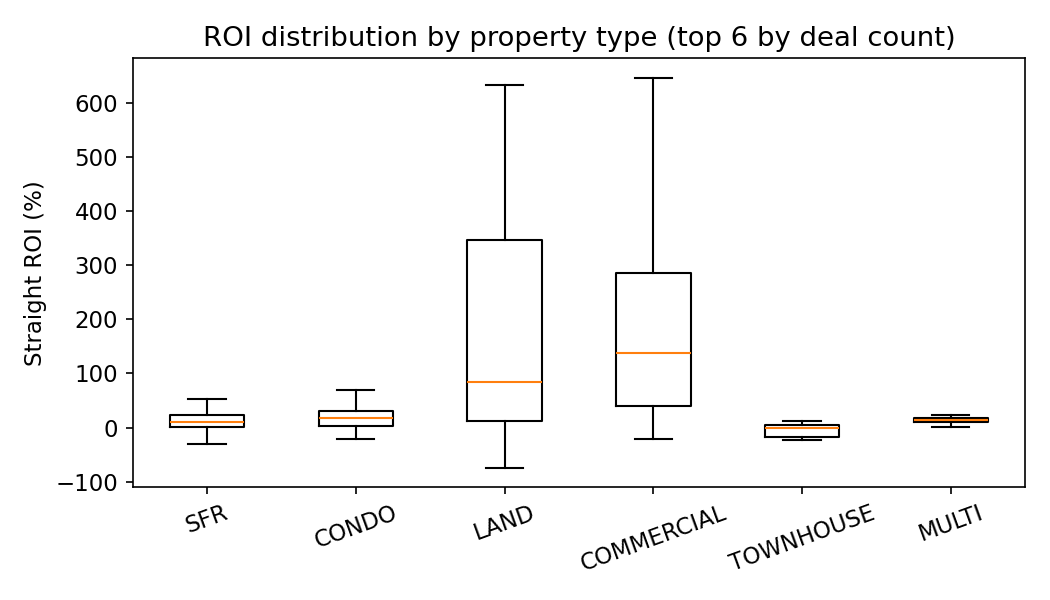 ROI distribution by property type (top 6 by deal count)
Straight ROI (%)
600
500
400
300
200
100
0
−100
SFR
CONDO
LAND
COMMERCIAL
TOWNHOUSE
MULTI